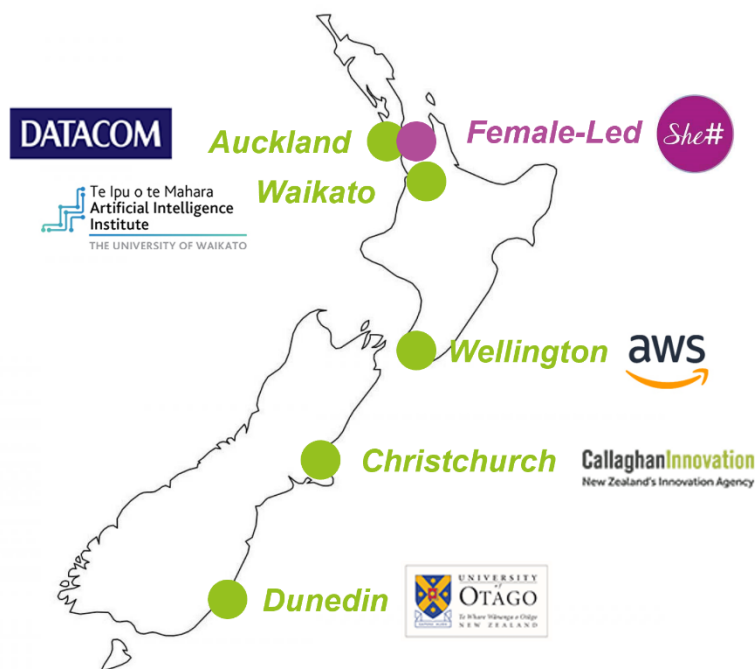 DATACOM
Auckland
Female-Led
She#
Waikato
Te Ipu o te Mahara
Artificial Intelligence
Institute
THE UNIVERSITY OF WAIKATO
Wellington
aws
Christchurch
CallaghanInnovation
New Zealand's Innovation Agency
Dunedin
UNIVERSITY
of
OTAGO
Te Whare Wānanga o Otāgo
NEW ZEALAND